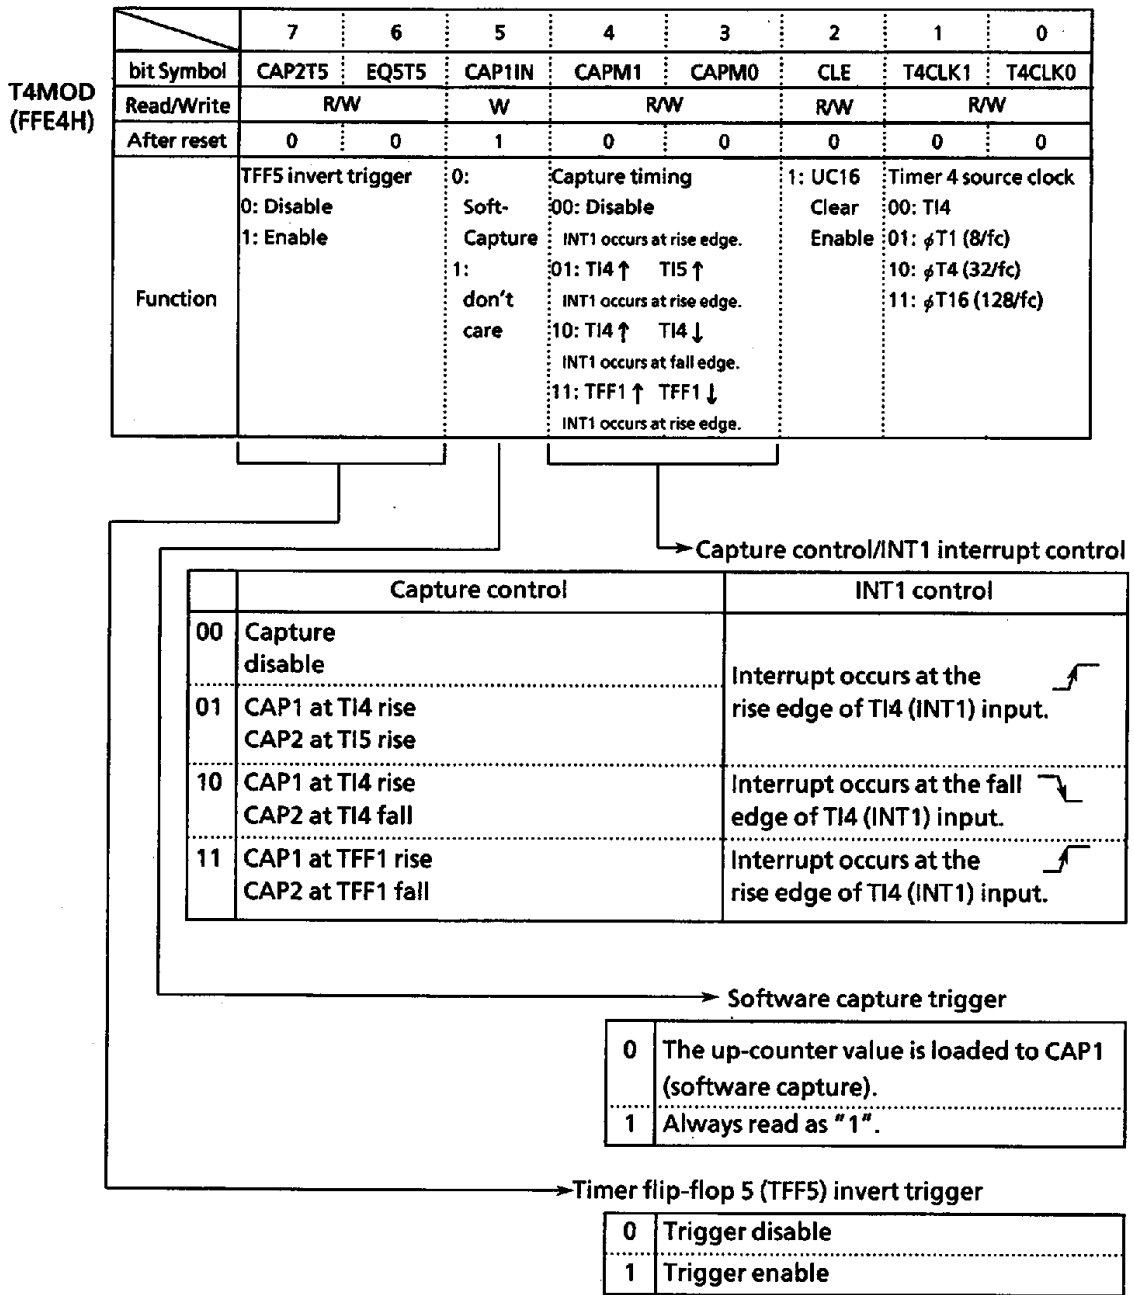 7 6 5 4 3 2 1 0
bit Symbol CAP2T5 EQ5T5 CAP1IN CAPM1 CAPM0 CLE T4CLK1 T4CLK0
T4MOD
(FFE4H)
Read/Write R/W W R/W R/W R/W
After reset 0 0 1 0 0 0 0 0
Function
TFF5 invert trigger
0: Disable
1: Enable
0:
Soft-
Capture
1:
don't
care
Capture timing
00: Disable
INT1 occurs at rise edge.
01: TI4↑ TI5↑
INT1 occurs at rise edge.
10: TI4↑ TI4↓
INT1 occurs at fall edge.
11: TFF1↑ TFF1↓
INT1 occurs at rise edge.
1: UC16
Clear
Enable
Timer 4 source clock
00: TI4
01: ϕT1 (8/fc)
10: ϕT4 (32/fc)
11: ϕT16 (128/fc)
Capture control/INT1 interrupt control
Capture control INT1 control
00 Capture
disable
01 CAP1 at TI4 rise
CAP2 at TI5 rise
Interrupt occurs at the
rise edge of TI4 (INT1) input.
10 CAP1 at TI4 rise
CAP2 at TI4 fall
Interrupt occurs at the fall
edge of TI4 (INT1) input.
11 CAP1 at TFF1 rise
CAP2 at TFF1 fall
Interrupt occurs at the
rise edge of TI4 (INT1) input.
Software capture trigger
0 The up-counter value is loaded to CAP1
(software capture).
1 Always read as "1".
Timer flip-flop 5 (TFF5) invert trigger
0 Trigger disable
1 Trigger enable